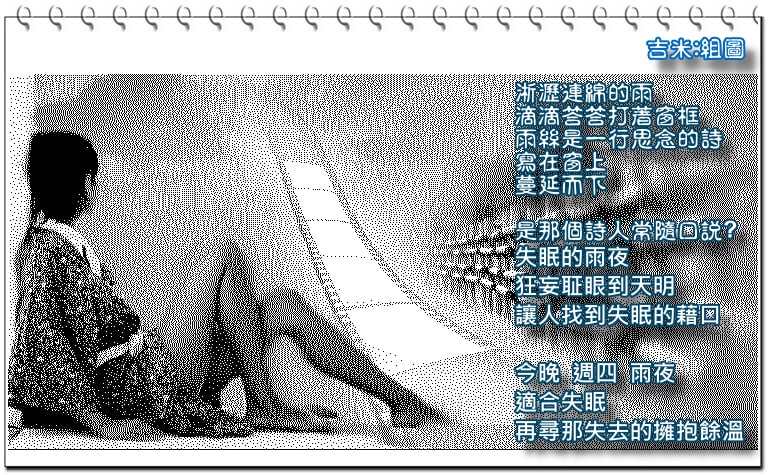 吉米:組圖
淅瀝連綿的雨
滴滴答答打著窗框
雨絲是一行思念的詩
寫在窗上
蔓延而下
是那個詩人常隨口說?
失眠的雨夜
狂妄耻眼到天明
讓人找到失眠的藉口
今晚 週四 雨夜
適合失眠
再尋那失去的擁抱餘溫